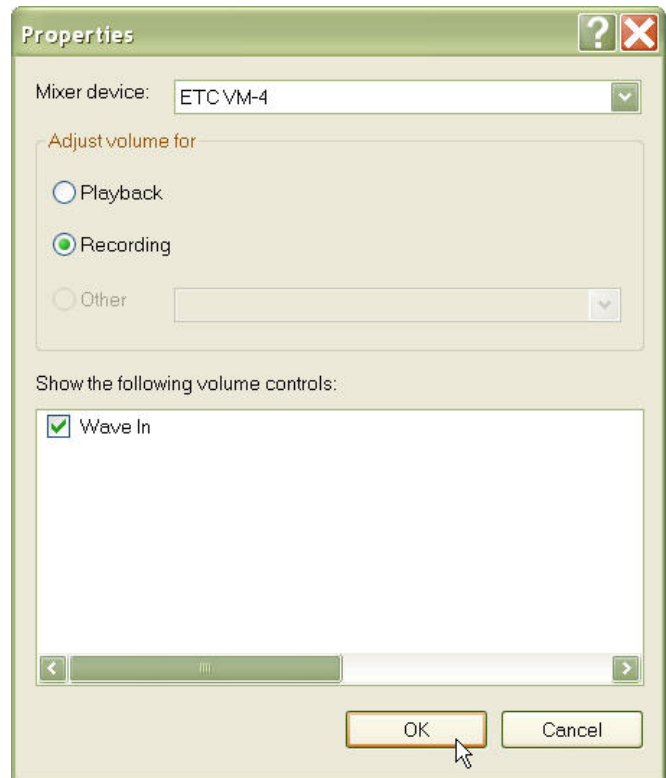 Properties
Mixer device: ETC VM-4
Adjust volume for
Playback
Recording
Other
Show the following volume controls:
Wave In
OK Cancel